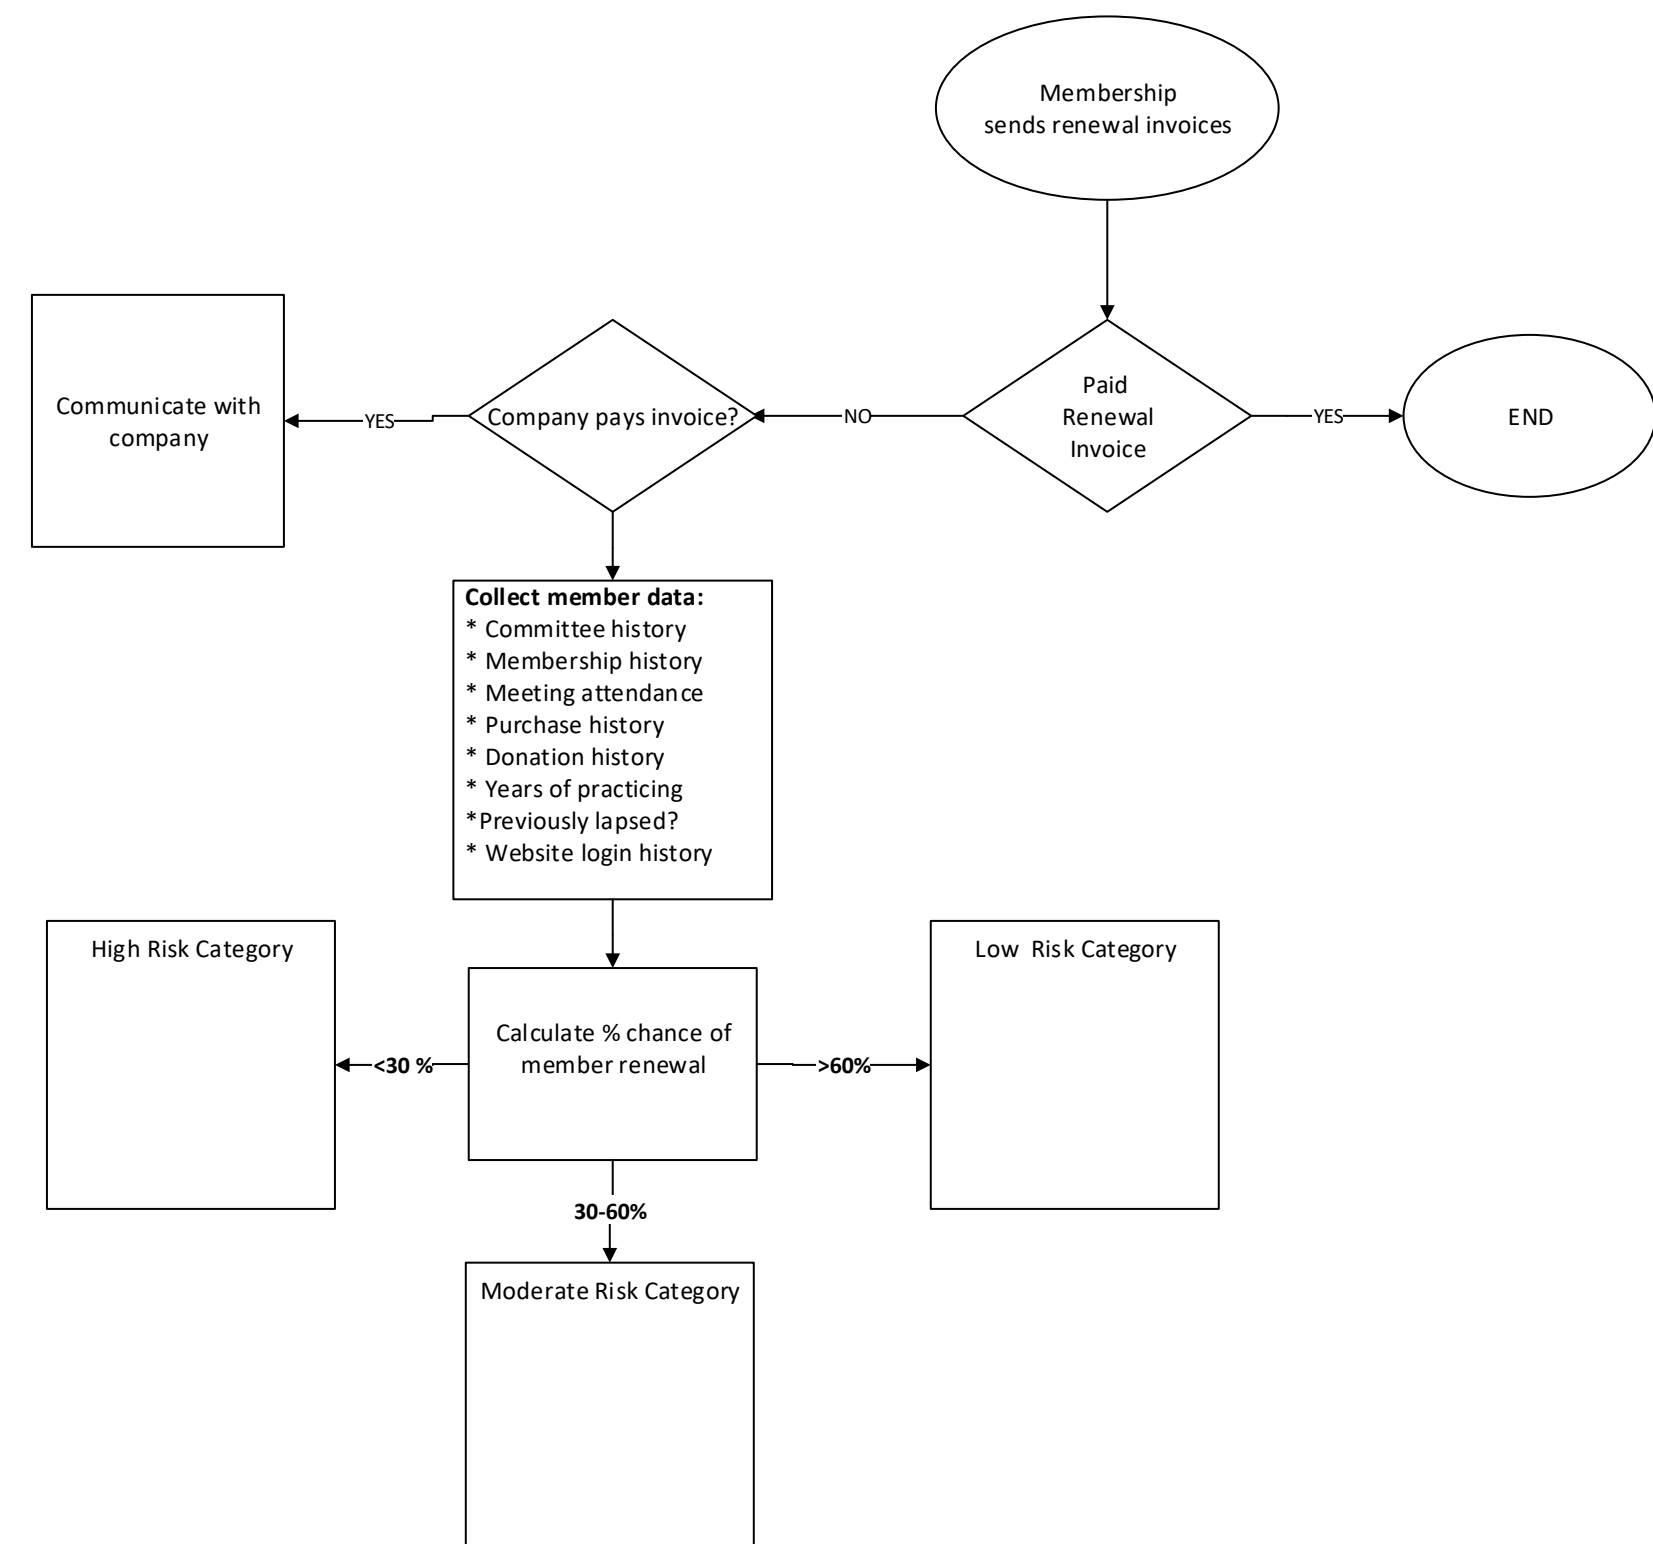 Membership
sends renewal invoices
Paid
Renewal
Invoice
YES
END
NO
Company pays invoice?
YES
Communicate with
company
Collect member data:
* Committee history
* Membership history
* Meeting attendance
* Purchase history
* Donation history
* Years of practicing
*Previously lapsed?
* Website login history
Calculate % chance of
member renewal
<30 %
High Risk Category
>60%
Low  Risk Category
30-60%
Moderate Risk Category